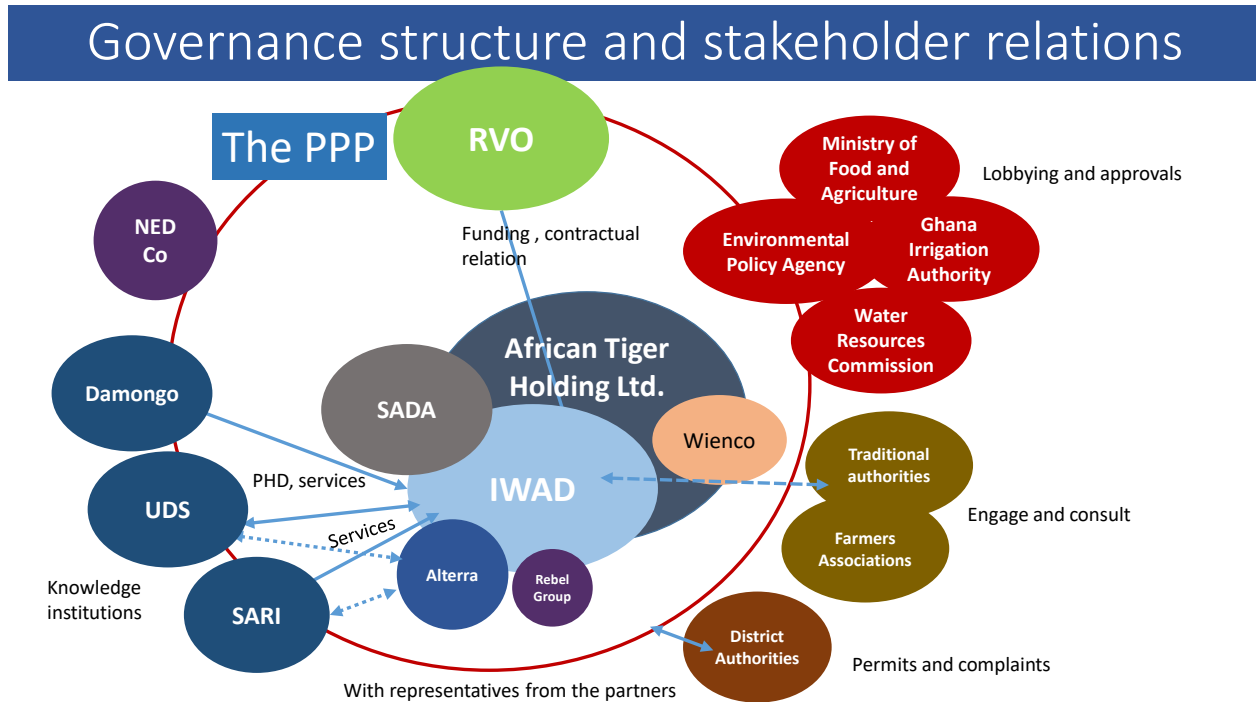 Governance structure and stakeholder relations
The PPP
RVO
NED
Co
Funding , contractual
relation
Ministry of
Food and
Agriculture
Lobbying and approvals
Environmental
Policy Agency
Ghana
Irrigation
Authority
Water
Resources
Commission
African Tiger
Holding Ltd.
SADA
Wienco
IWAD
Damongo
PHD, services
UDS
Services
Knowledge
institutions
SARI
Alterra
Rebel
Group
Traditional
authorities
Engage and consult
Farmers
Associations
District
Authorities
Permits and complaints
With representatives from the partners